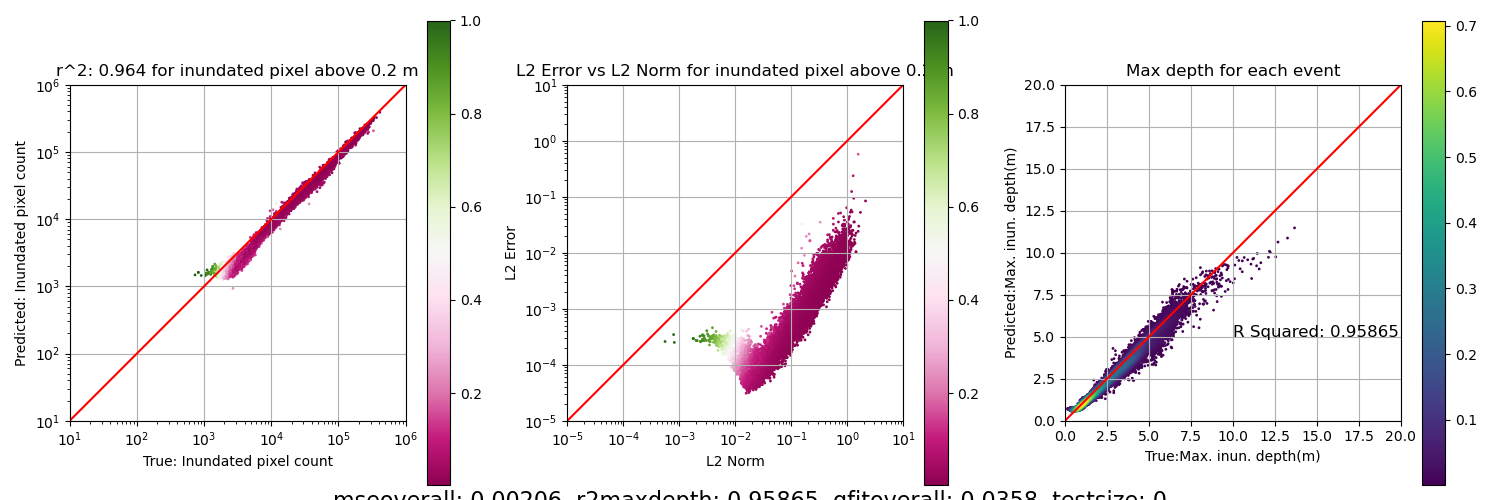 r^2: 0.964 for inundated pixel above 0.2 m
L2 Error vs L2 Norm for inundated pixel above
Max depth for each event
Predicted: Inundated pixel count
10^6
10^5
10^4
10^3
10^2
10^1
10^1 10^2 10^3 10^4 10^5 10^6
True: Inundated pixel count
1.0
0.8
0.6
0.4
0.2
L2 Error
10^1
10^0
10^−1
10^−2
10^−3
10^−4
10^−5
10^−5 10^−4 10^−3 10^−2 10^−1 10^0 10^1
L2 Norm
1.0
0.8
0.6
0.4
0.2
Predicted:Max. inun. depth(m)
20.0
17.5
15.0
12.5
10.0
7.5
5.0
2.5
0.0
R Squared: 0.95865
0.0 2.5 5.0 7.5 10.0 12.5 15.0 17.5 20.0
True:Max. inun. depth(m)
0.7
0.6
0.5
0.4
0.3
0.2
0.1
mseoverall: 0.00206, r2maxdepth: 0.95865, gfitoverall: 0.0358, testsize: 0